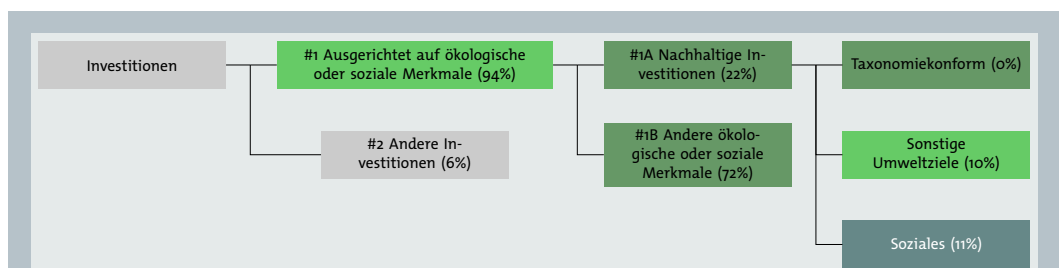 Investitionen
#1 Ausgerichtet auf ökologische
oder soziale Merkmale (94%)
#1A Nachhaltige In-
vestitionen (22%)
Taxonomiekonform (0%)
#2 Andere In-
vestitionen (6%)
#1B Andere ökolo-
gische oder soziale
Merkmale (72%)
Sonstige
Umweltziele (10%)
Soziales (11%)